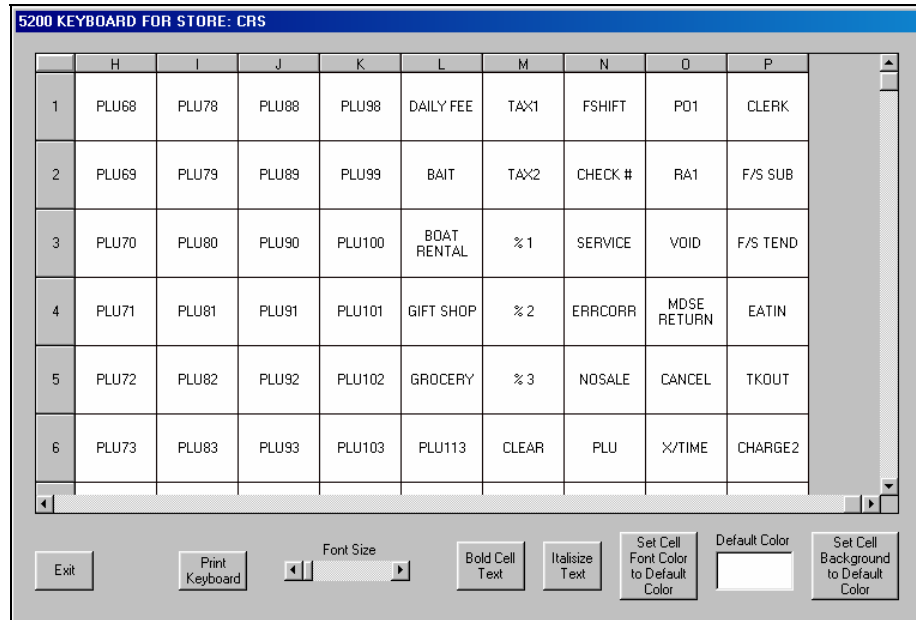 5200 KEYBOARD FOR STORE: CRS
H I J K L M N O P
1 PLU68 PLU78 PLU88 PLU98 DAILY FEE TAX1 FSHIFT PO1 CLERK
2 PLU69 PLU79 PLU89 PLU99 BAIT TAX2 CHECK # RA1 F/S SUB
3 PLU70 PLU80 PLU90 PLU100 BOAT RENTAL % 1 SERVICE VOID F/S TEND
4 PLU71 PLU81 PLU91 PLU101 GIFT SHOP % 2 ERRCORR MDSE RETURN EATIN
5 PLU72 PLU82 PLU92 PLU102 GROCERY % 3 NOSALE CANCEL TKOUT
6 PLU73 PLU83 PLU93 PLU103 PLU113 CLEAR PLU X/TIME CHARGE2
Exit
Print
Keyboard
Font Size
Bold Cell
Text
Italisize
Text
Set Cell
Font Color
to Default
Color
Default Color
Set Cell
Background
to Default
Color